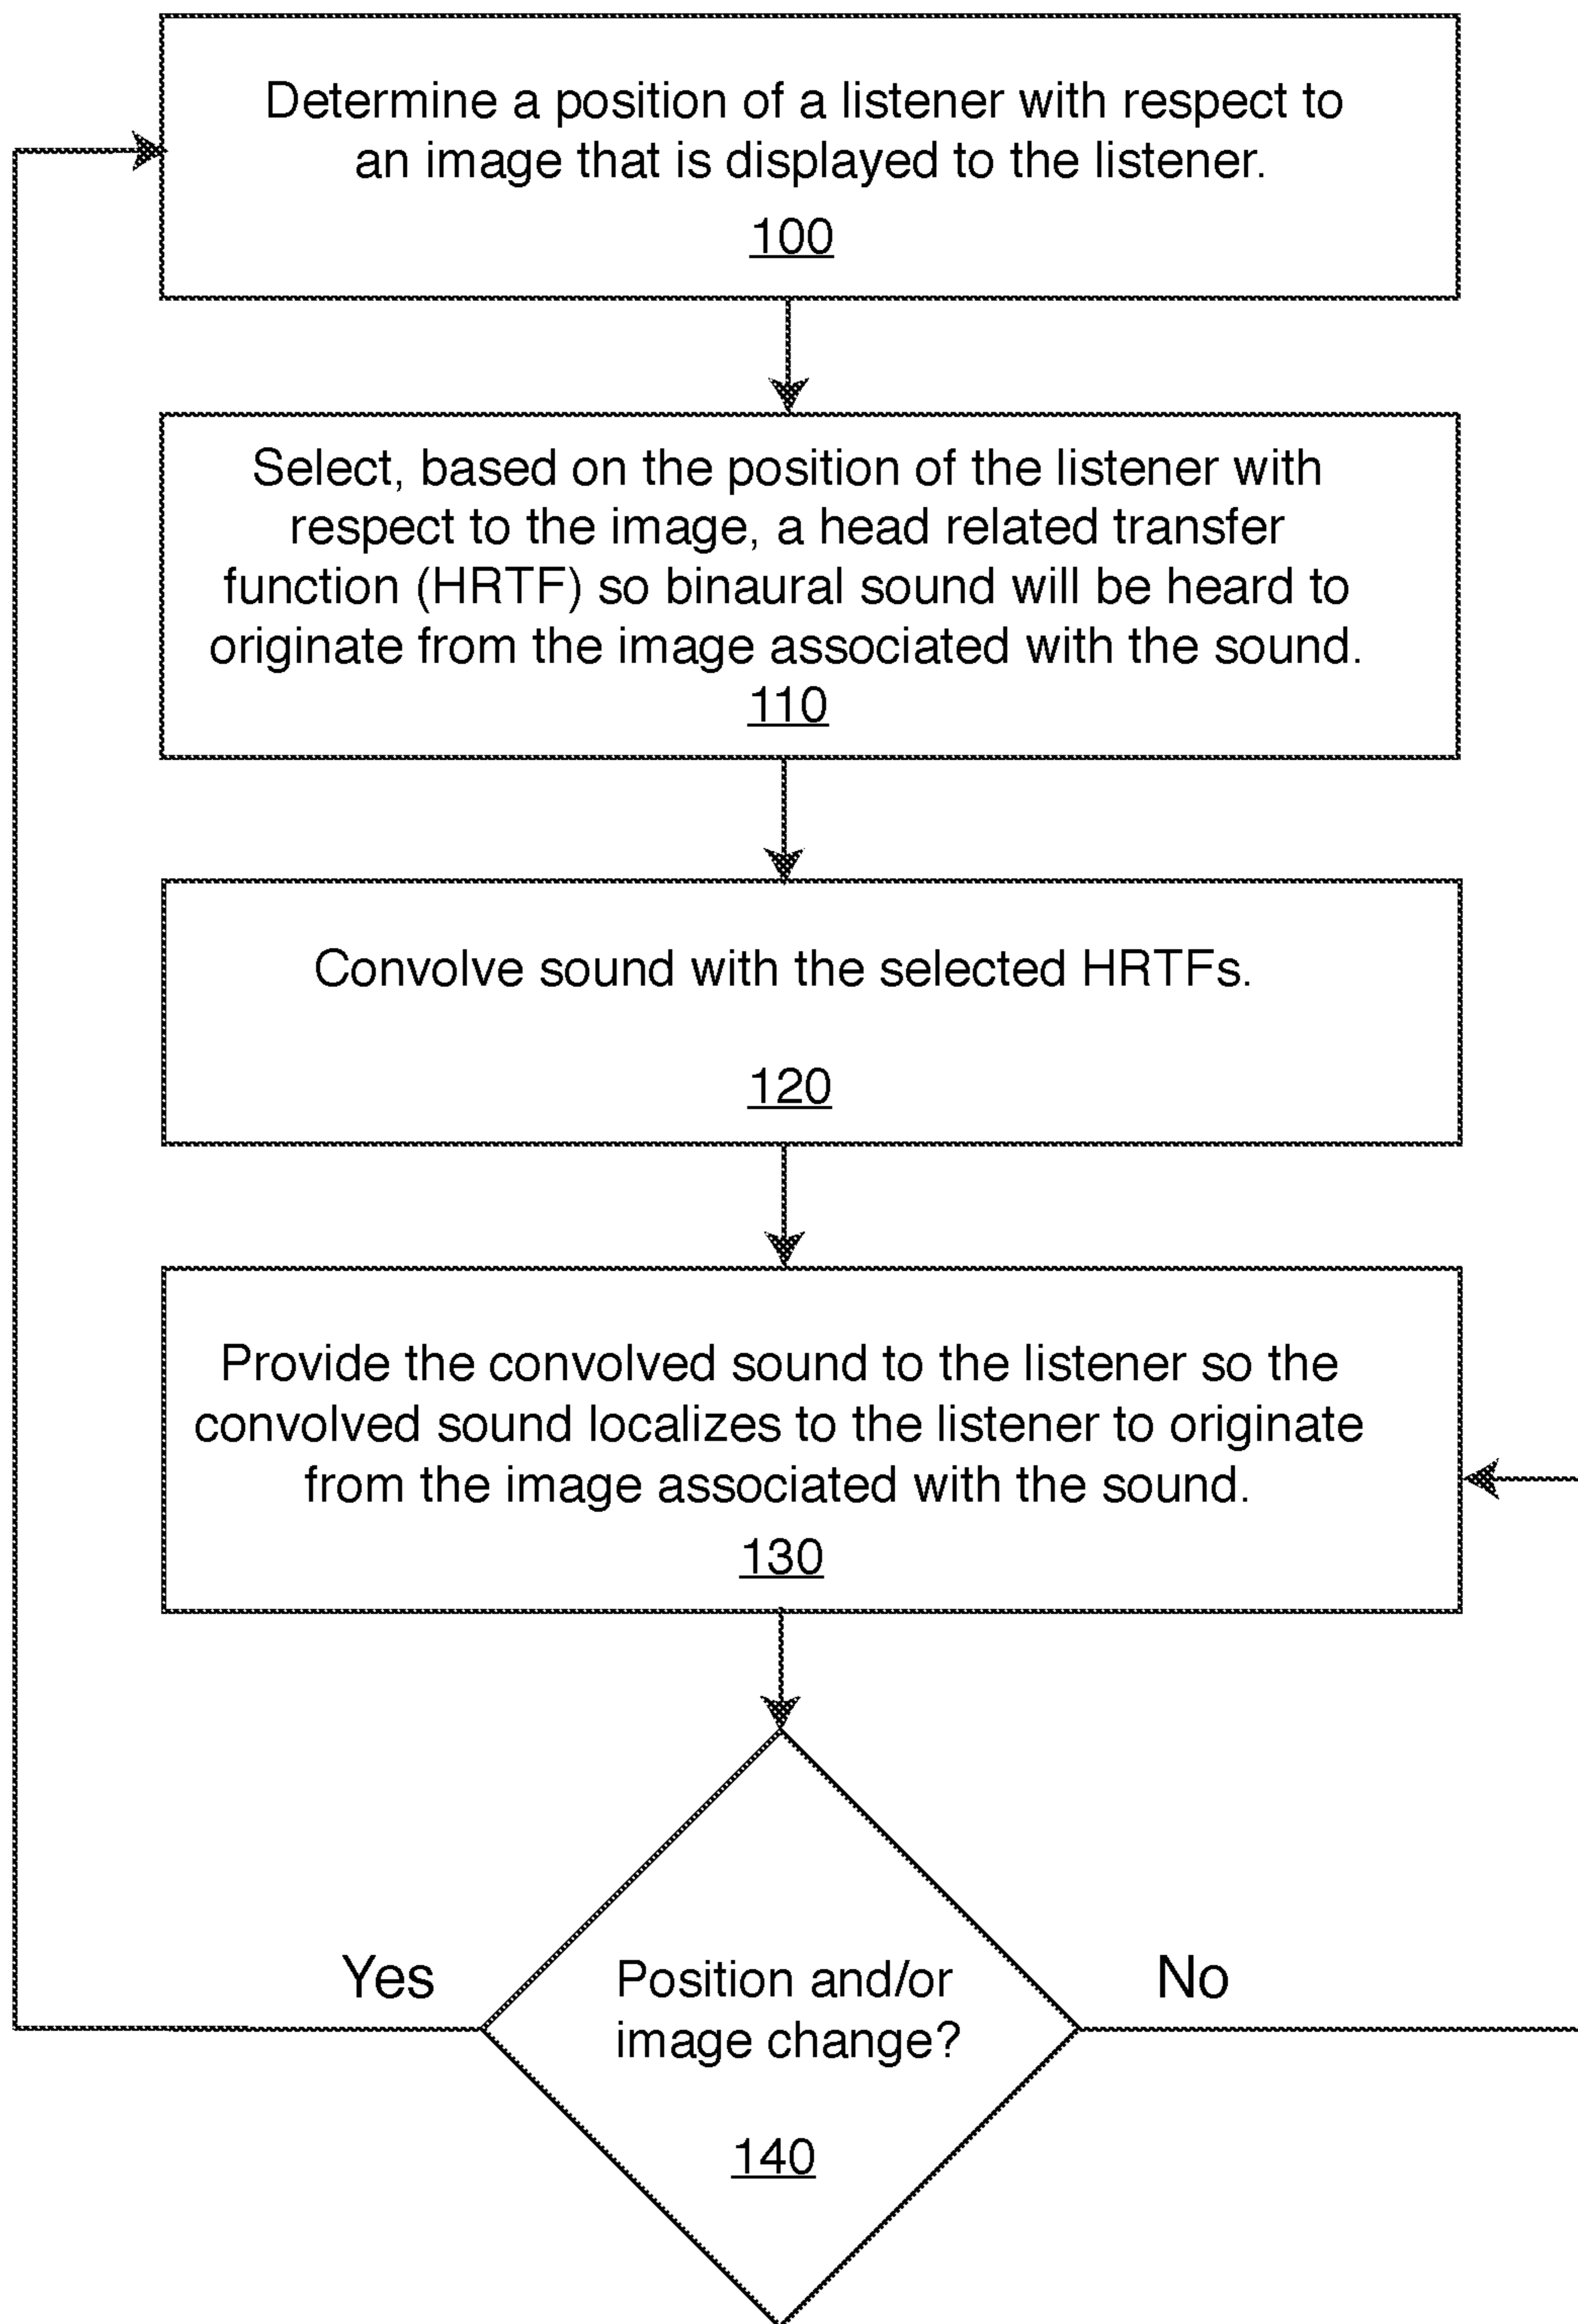 Determine a position of a listener with respect to
an image that is displayed to the listener.
100
Select, based on the position of the listener with
respect to the image, a head related transfer
function (HRTF) so binaural sound will be heard to
originate from the image associated with the sound.
110
Convolve sound with the selected HRTFs.
120
Provide the convolved sound to the listener so the
convolved sound localizes to the listener to originate
from the image associated with the sound.
130
Yes
Position and/or
image change?
No
140